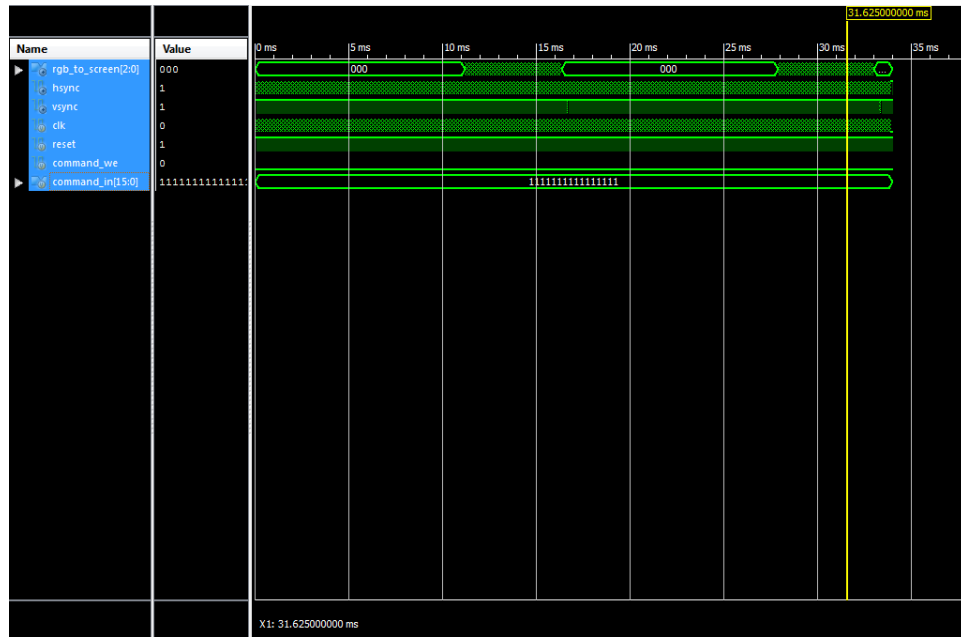 31.625000000 ms
Name Value
0 ms 5 ms 10 ms 15 ms 20 ms 25 ms 30 ms 35 ms
rgb_to_screen[2:0] 000 000 000 ...
hsync 1
vsync 1
clk 0
reset 1
command_we 0
command_in[15:0] 11111111111111 1111111111111111
X1: 31.625000000 ms